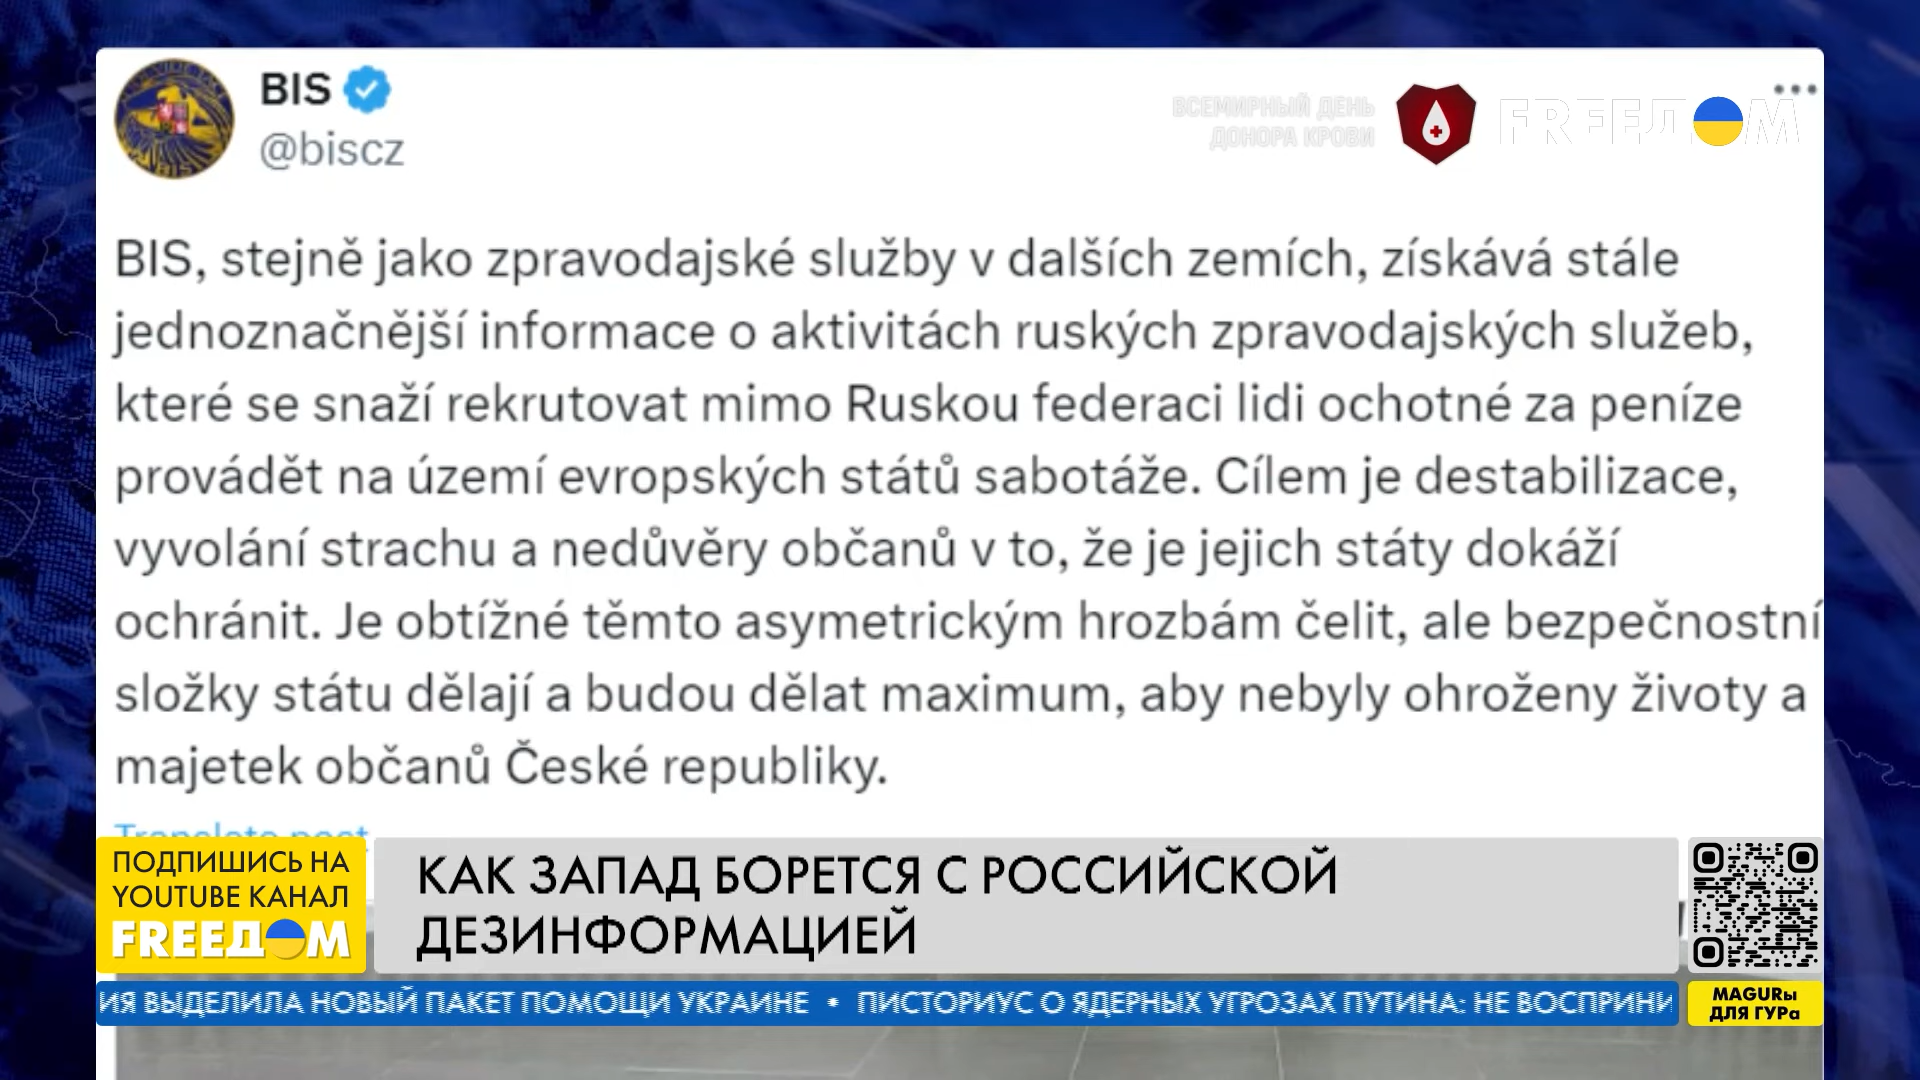 BIS
@biscz
ВСЕМИРНЫЙ ДЕНЬ
ДОНОРА КРОВИ
FREEДOM
BIS, stejně jako zpravodajské služby v dalších zemích, získává stále
jednoznačnější informace o aktivitách ruských zpravodajských služeb,
které se snaží rekrutovat mimo Ruskou federaci lidi ochotné za peníze
provádět na území evropských států sabotáže. Cílem je destabilizace,
vyvolání strachu a nedůvěry občanů v to, že je jejich státy dokáží
ochránit. Je obtížné těmto asymetrickým hrozbám čelit, ale bezpečnostní
složky státu dělají a budou dělat maximum, aby nebyly ohroženy životy a
majetek občanů České republiky.
Translate post
ПОДПИШИСЬ НА
YOUTUBE КАНАЛ
FREEДOM
КАК ЗАПАД БОРЕТСЯ С РОССИЙСКОЙ
ДЕЗИНФОРМАЦИЕЙ
ИЯ ВЫДЕЛИЛА НОВЫЙ ПАКЕТ ПОМОЩИ УКРАИНЕ • ПИСТОРИУС О ЯДЕРНЫХ УГРОЗАХ ПУТИНА: НЕ ВОСПРИНИ
MAGURы
ДЛЯ ГУРа